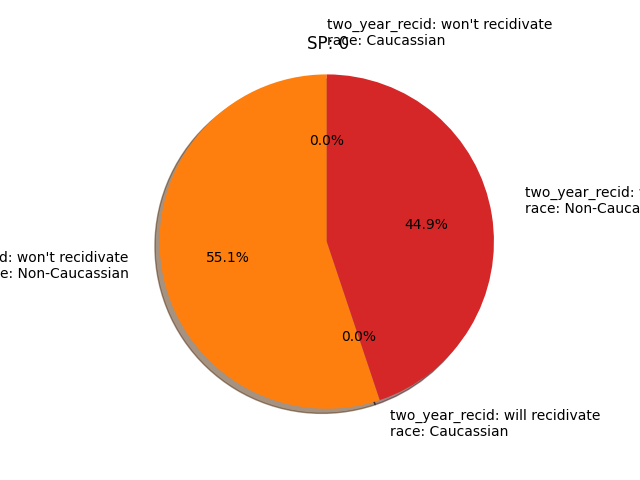 two_year_recid: won't recidivate
race: Caucassian
SP: 0
0.0%
two_year_recid:
race: Non-Cauca
44.9%
d: won't recidivate
e: Non-Caucassian
55.1%
0.0%
two_year_recid: will recidivate
race: Caucassian